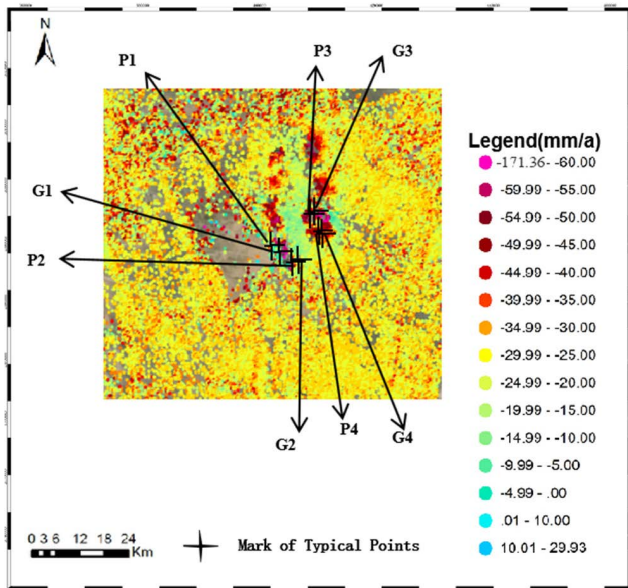 N
P1
P3
G3
G1
P2
G2
P4
G4
Legend(mm/a)
-171.36- -60.00
-59.99 - -55.00
-54.99 - -50.00
-49.99 - -45.00
-44.99 - -40.00
-39.99 - -35.00
-34.99 - -30.00
-29.99 - -25.00
-24.99 - -20.00
-19.99 - -15.00
-14.99 - -10.00
-9.99 - -5.00
-4.99 - .00
.01 - 10.00
10.01 - 29.93
0 3 6 12 18 24
Km
Mark of Typical Points